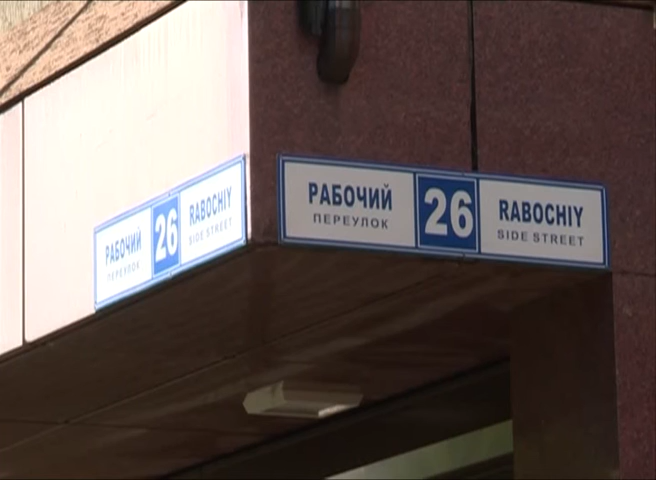 РАБОЧИЙ
ПЕРЕУЛОК
26
RABOCHIY
SIDE STREET
РАБОЧИЙ
ПЕРЕУЛОК
26
RABOCHIY
SIDE STREET